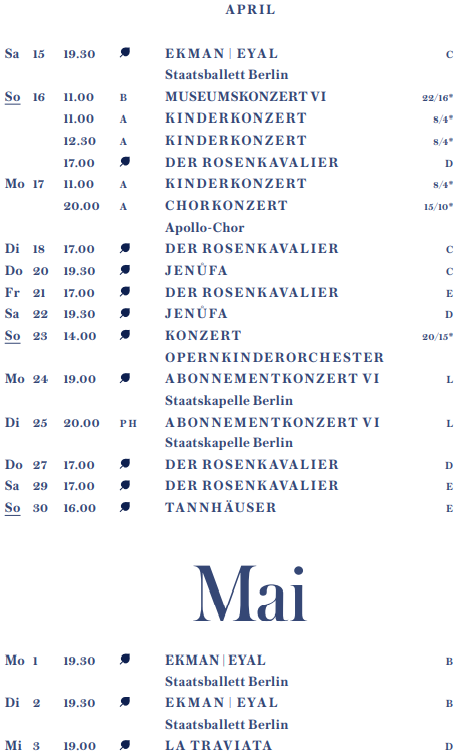 APRIL
Sa 15 19.30 EKMAN | EYAL C
Staatsballett Berlin
So 16 11.00 B MUSEUMSKONZERT VI 22/16*
11.00 A KINDERKONZERT 8/4*
12.30 A KINDERKONZERT 8/4*
17.00 DER ROSENKAVALIER D
Mo 17 11.00 A KINDERKONZERT 8/4*
20.00 A CHORKONZERT 15/10*
Apollo-Chor
Di 18 17.00 DER ROSENKAVALIER C
Do 20 19.30 JENŮFA C
Fr 21 17.00 DER ROSENKAVALIER E
Sa 22 19.30 JENŮFA D
So 23 14.00 KONZERT 20/15*
OPERNKINDERORCHESTER
Mo 24 19.00 ABONNEMENTKONZERT VI L
Staatskapelle Berlin
Di 25 20.00 PH ABONNEMENTKONZERT VI L
Staatskapelle Berlin
Do 27 17.00 DER ROSENKAVALIER D
Sa 29 17.00 DER ROSENKAVALIER E
So 30 16.00 TANNHÄUSER E
Mai
Mo 1 19.30 EKMAN | EYAL B
Staatsballett Berlin
Di 2 19.30 EKMAN | EYAL B
Staatsballett Berlin
Mi 3 19.00 LA TRAVIATA D